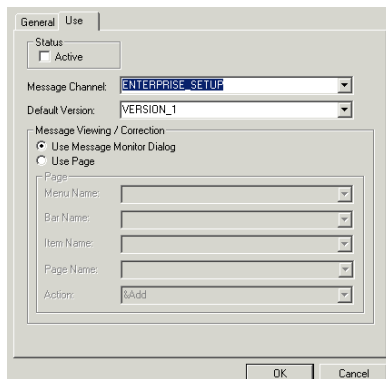 General Use
Status
Active
Message Channel: ENTERPRISE_SETUP
Default Version: VERSION_1
Message Viewing / Correction
Use Message Monitor Dialog
Use Page
Page
Menu Name:
Bar Name:
Item Name:
Page Name:
Action: &Add
OK Cancel